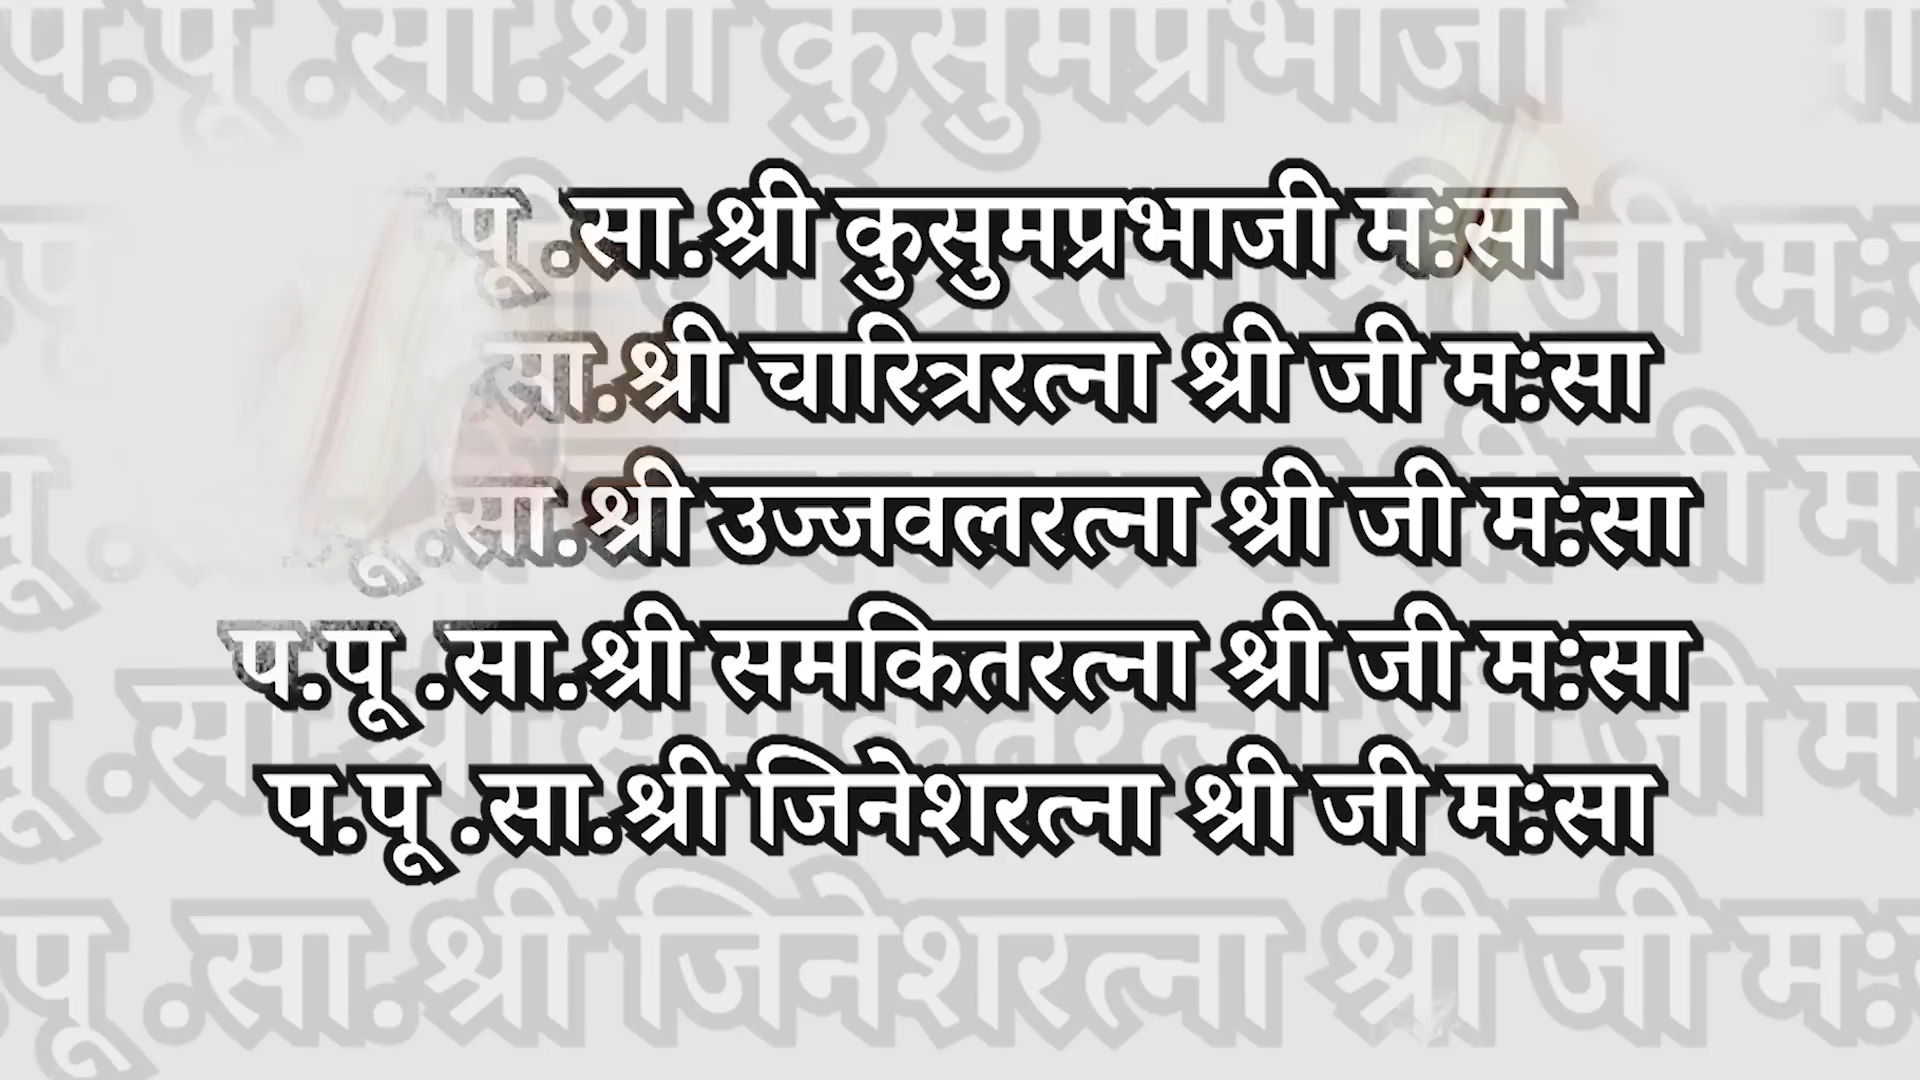 पू .सा.श्री कुसुमप्रभाजी म:सा
सा.श्री चारित्ररत्ना श्री जी म:सा
पू .सा.श्री उज्जवलरत्ना श्री जी म:सा
प.पू .सा.श्री समकितरत्ना श्री जी म:सा
प.पू .सा.श्री जिनेशरत्ना श्री जी म:सा